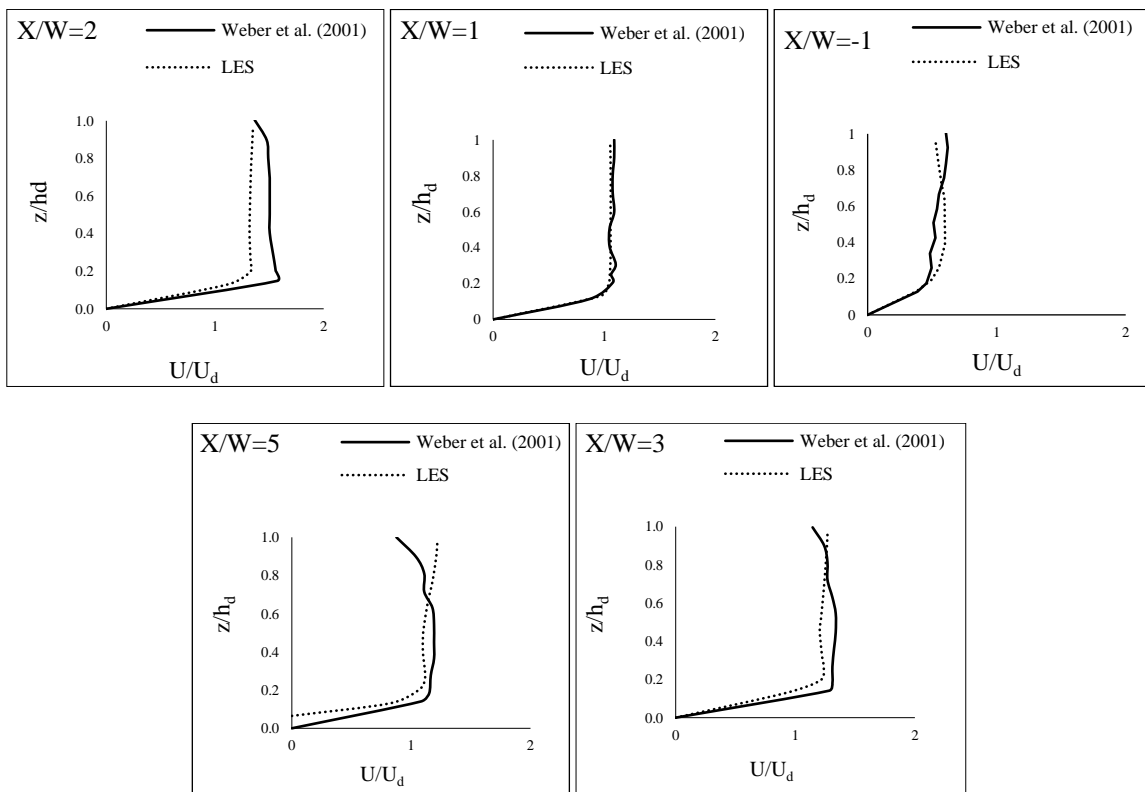 X/W=2
Weber et al. (2001)
LES
1.0
0.8
0.6
0.4
0.2
0.0
z/hd
0 1 2
U/Ud
X/W=1
Weber et al. (2001)
LES
1
0.8
0.6
0.4
0.2
0
z/hd
0 1 2
U/Ud
X/W=-1
Weber et al. (2001)
LES
1
0.8
0.6
0.4
0.2
0
z/hd
0 1 2
U/Ud
X/W=5
Weber et al. (2001)
LES
1.0
0.8
0.6
0.4
0.2
0.0
z/hd
0 1 2
U/Ud
X/W=3
Weber et al. (2001)
LES
1.0
0.8
0.6
0.4
0.2
0.0
z/hd
0 1 2
U/Ud